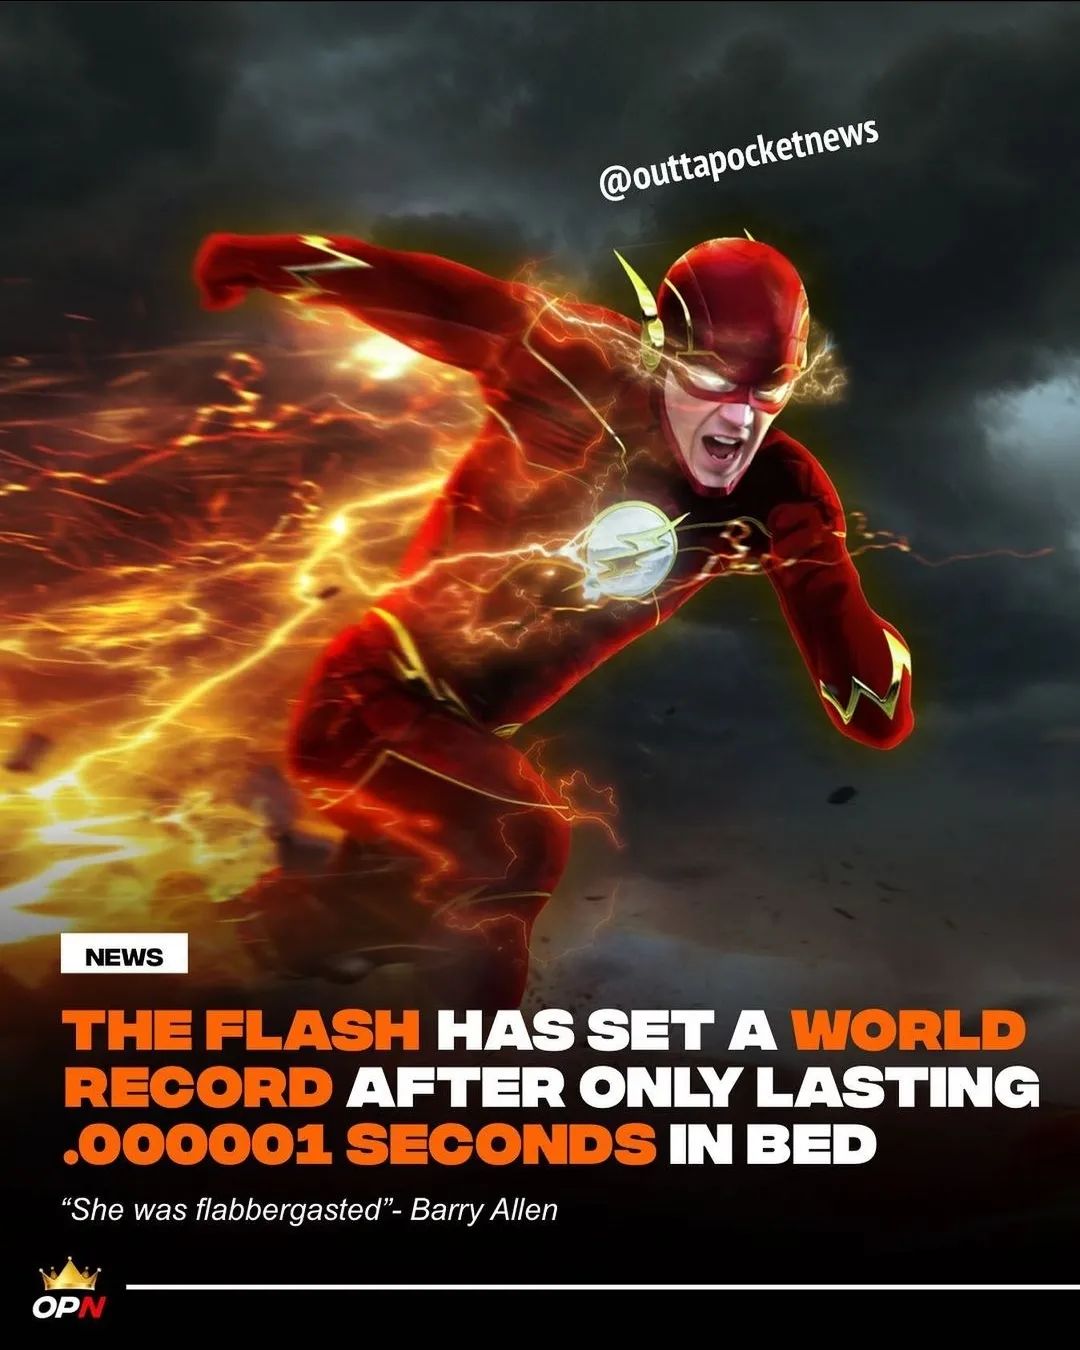 @outtapocketnews
NEWS
THE FLASH HAS SET A WORLD
RECORD AFTER ONLY LASTING
.000001 SECONDS IN BED
“She was flabbergasted”- Barry Allen
OPN